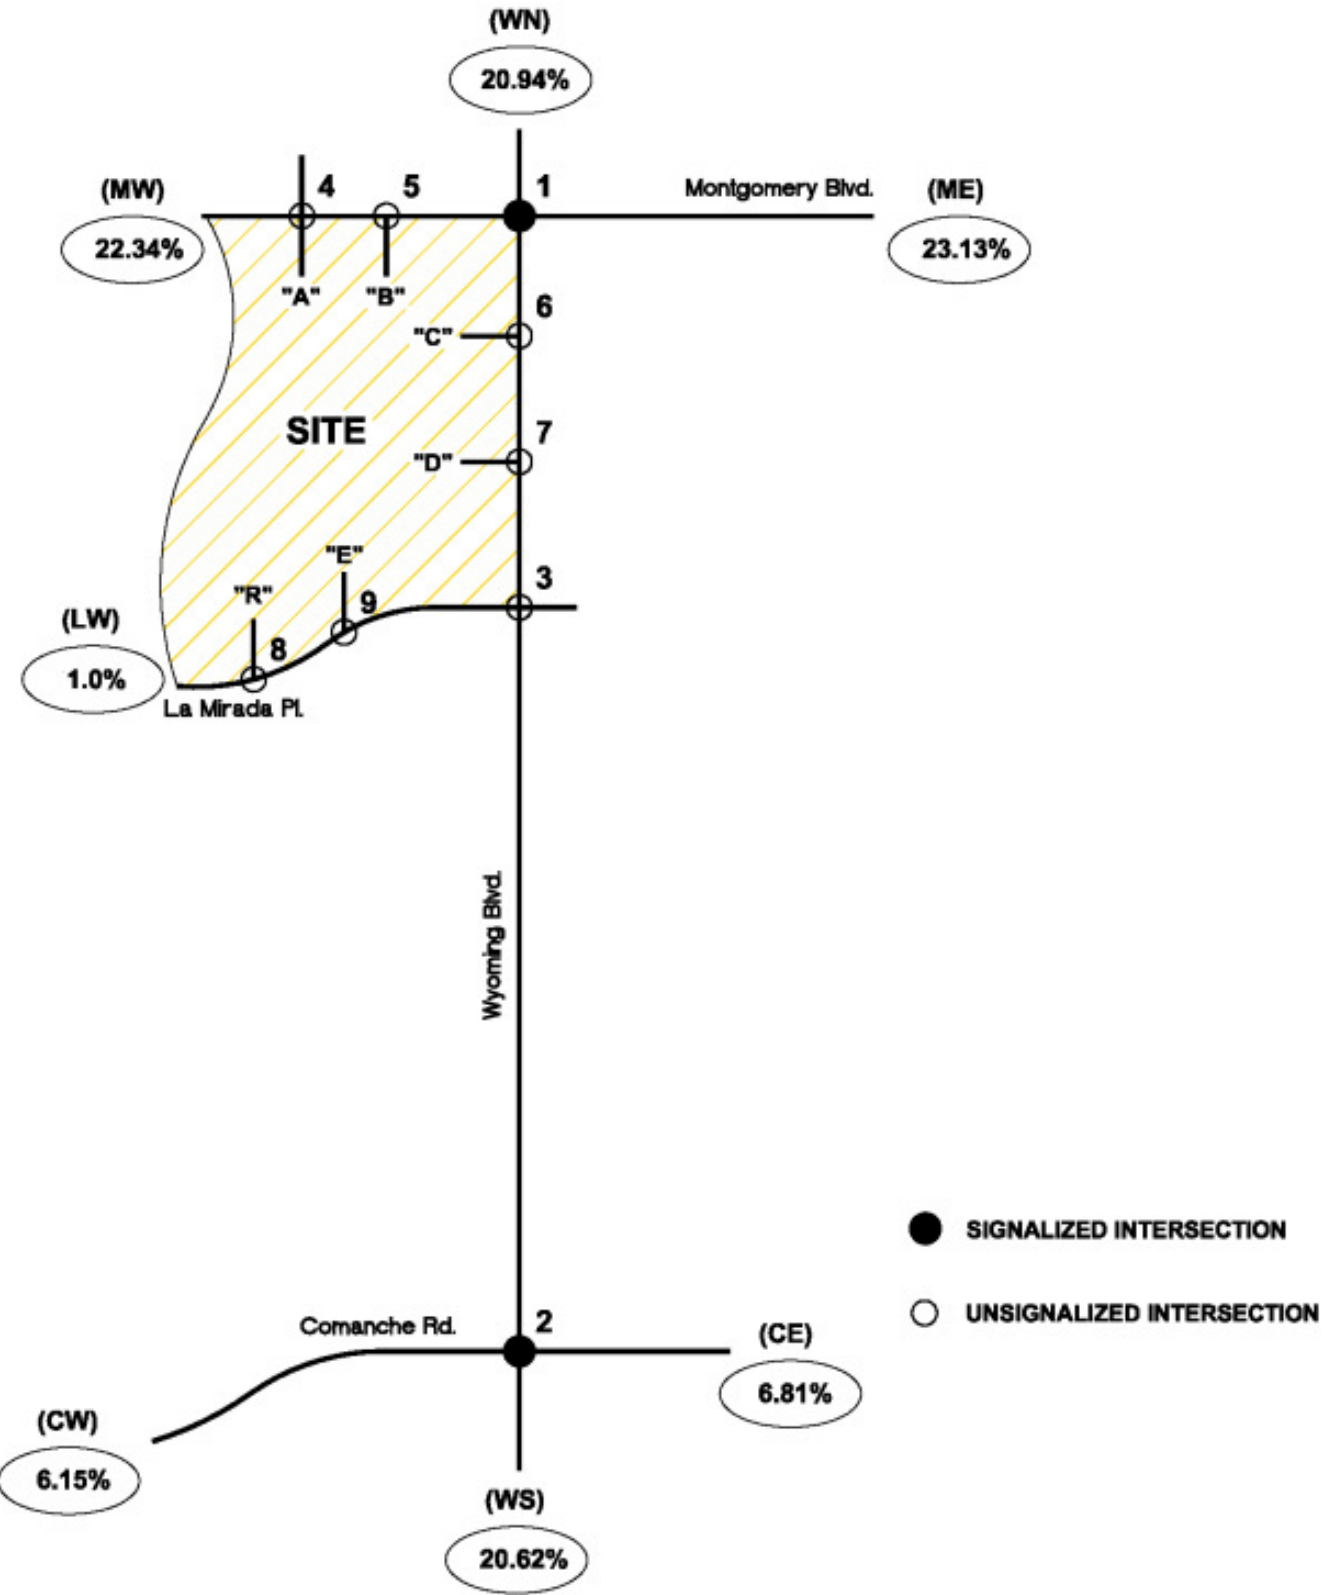 (WN)
20.94%
(MW)
22.34%
4
5
1
Montgomery Blvd.
(ME)
23.13%
"A"
"B"
6
"C"
SITE
7
"D"
"E"
"R"
9
3
8
(LW)
1.0%
La Mirada Pl.
Wyoming Blvd.
SIGNALIZED INTERSECTION
UNSIGNALIZED INTERSECTION
Comanche Rd.
2
(CE)
6.81%
(CW)
6.15%
(WS)
20.62%